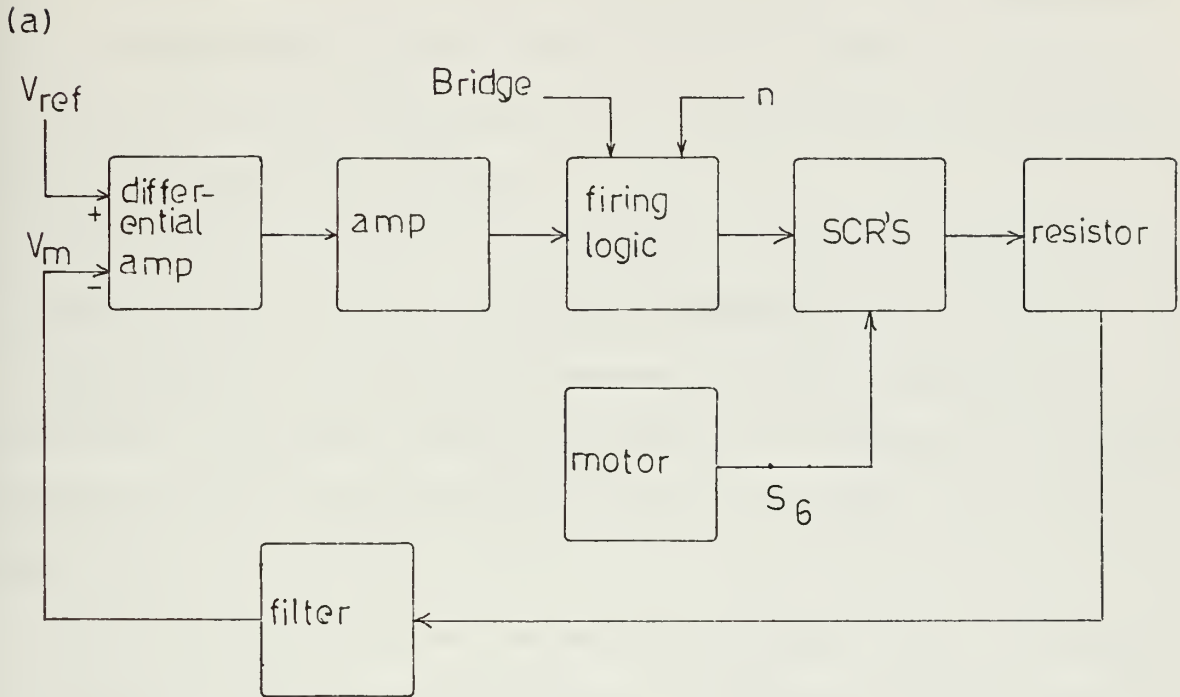 (a)
V_ref
Bridge
n
differ-
ential
amp
+
V_m
−
amp
firing
logic
SCR'S
resistor
motor
S_6
filter